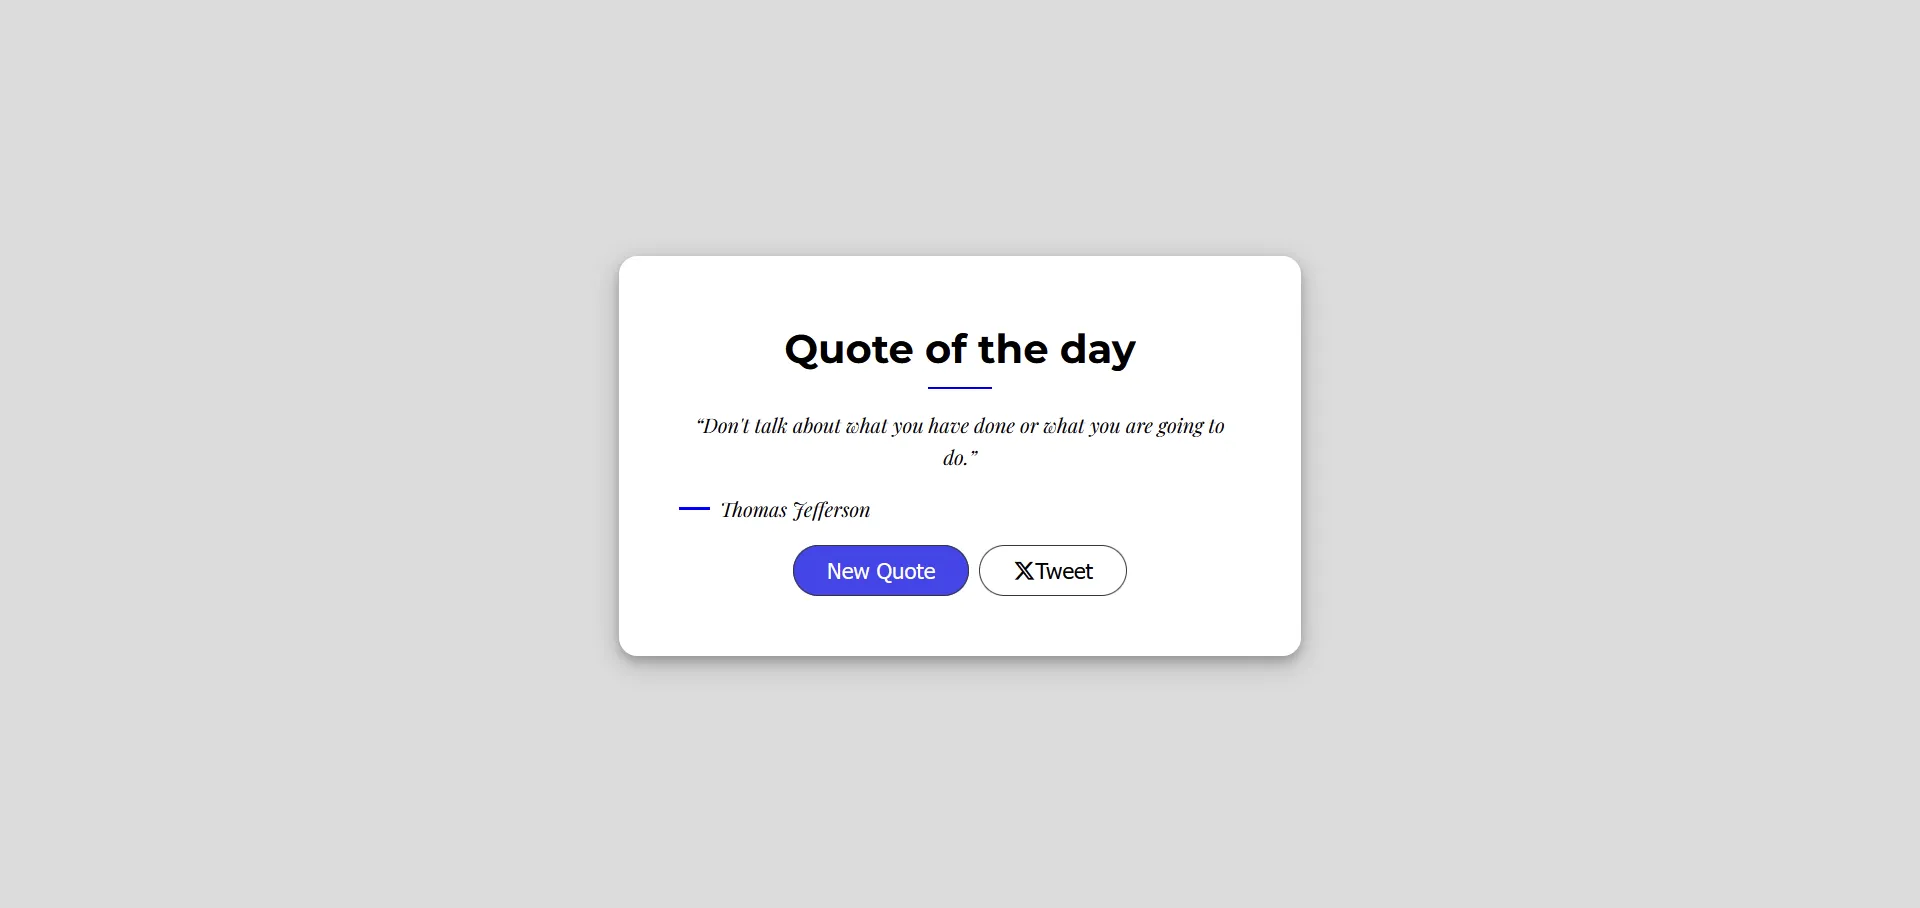 Quote of the day
“Don't talk about what you have done or what you are going to
do.”
Thomas Jefferson
New Quote
Tweet